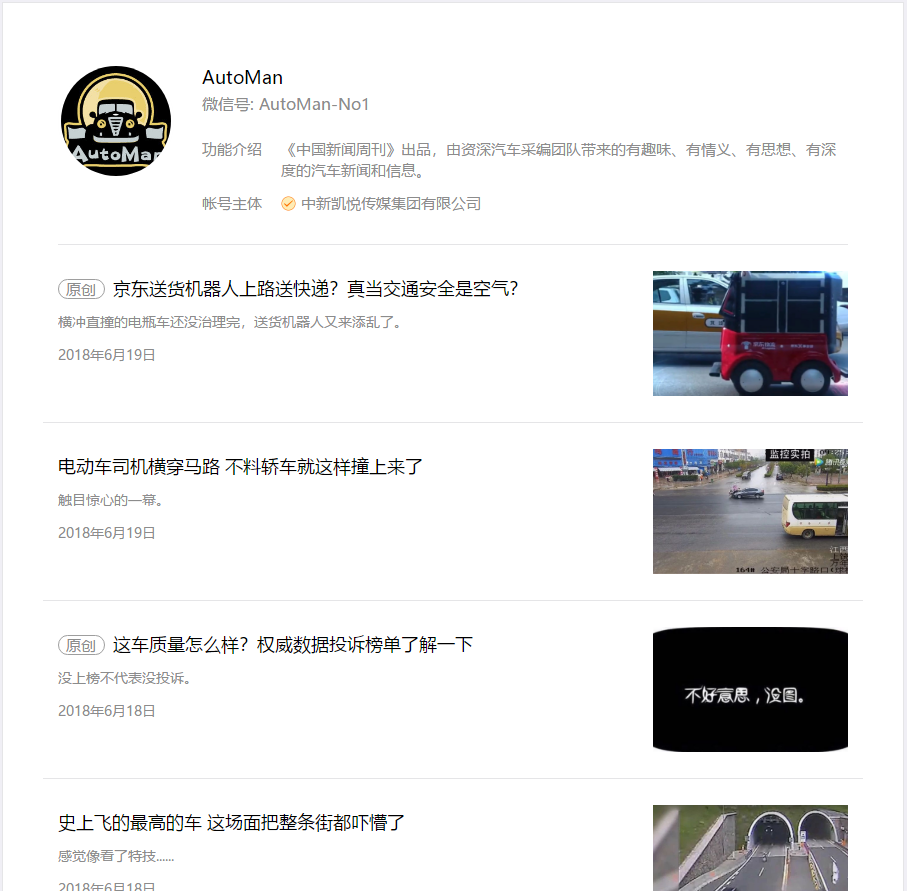 AutoMan
AutoMan
微信号: AutoMan-No1
功能介绍
《中国新闻周刊》出品，由资深汽车采编团队带来的有趣味、有情义、有思想、有深
度的汽车新闻和信息。
帐号主体
中新凯悦传媒集团有限公司
原创 京东送货机器人上路送快递？真当交通安全是空气？
横冲直撞的电瓶车还没治理完，送货机器人又来添乱了。
2018年6月19日
电动车司机横穿马路 不料轿车就这样撞上来了
触目惊心的一幕。
2018年6月19日
监控实拍
江西
164# 公安局十字路口
原创 这车质量怎么样？权威数据投诉榜单了解一下
没上榜不代表没投诉。
2018年6月18日
不好意思，没图。
史上飞的最高的车 这场面把整条街都吓懵了
感觉像看了特技......
2018年6月18日